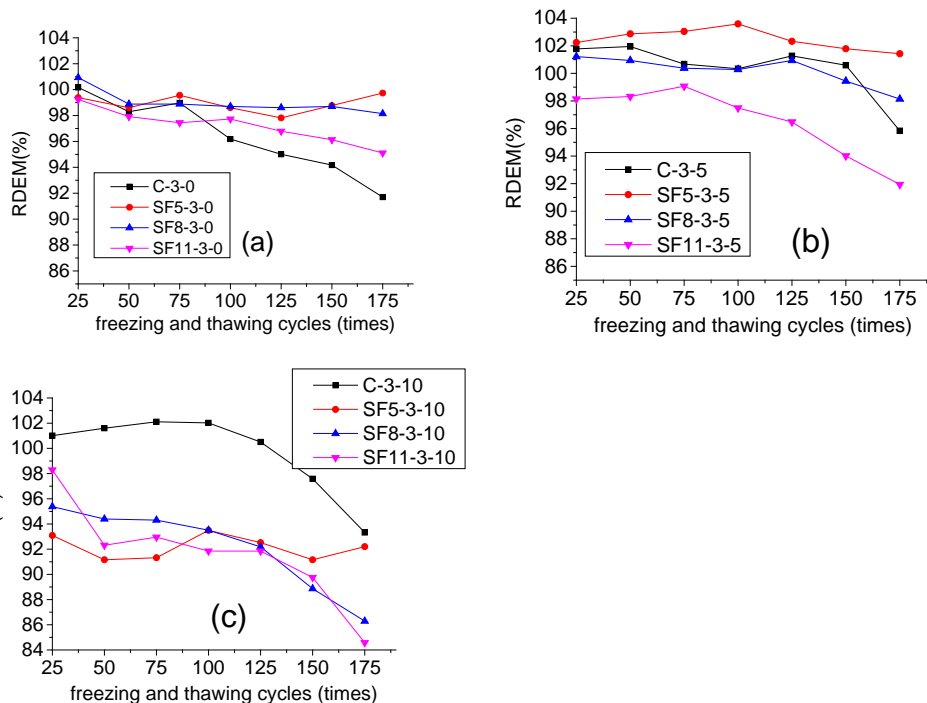 104
102
100
98
96
94
92
90
88
86
RDEM(%)
C-3-0
SF5-3-0
SF8-3-0
SF11-3-0
(a)
25 50 75 100 125 150 175
freezing and thawing cycles (times)
104
102
100
98
96
94
92
90
88
86
RDEM(%)
C-3-5
SF5-3-5
SF8-3-5
SF11-3-5
(b)
25 50 75 100 125 150 175
freezing and thawing cycles (times)
C-3-10
SF5-3-10
SF8-3-10
SF11-3-10
104
102
100
98
96
94
92
90
88
86
84
(c)
25 50 75 100 125 150 175
freezing and thawing cycles (times)